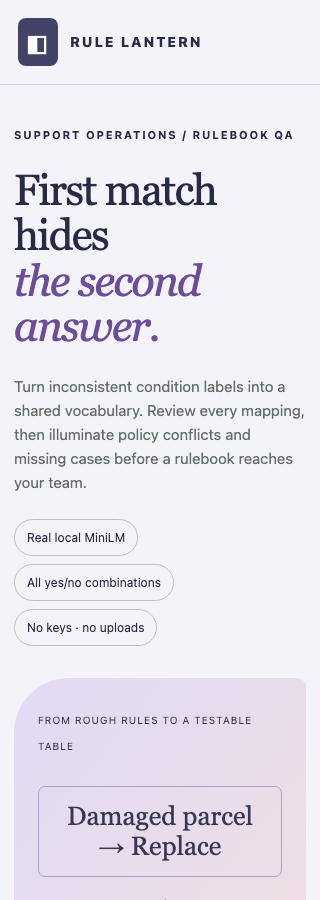 RULE LANTERN
SUPPORT OPERATIONS / RULEBOOK QA
First match
hides
the second
answer.
Turn inconsistent condition labels into a
shared vocabulary. Review every mapping,
then illuminate policy conflicts and
missing cases before a rulebook reaches
your team.
Real local MiniLM
All yes/no combinations
No keys · no uploads
FROM ROUGH RULES TO A TESTABLE
TABLE
Damaged parcel
→ Replace